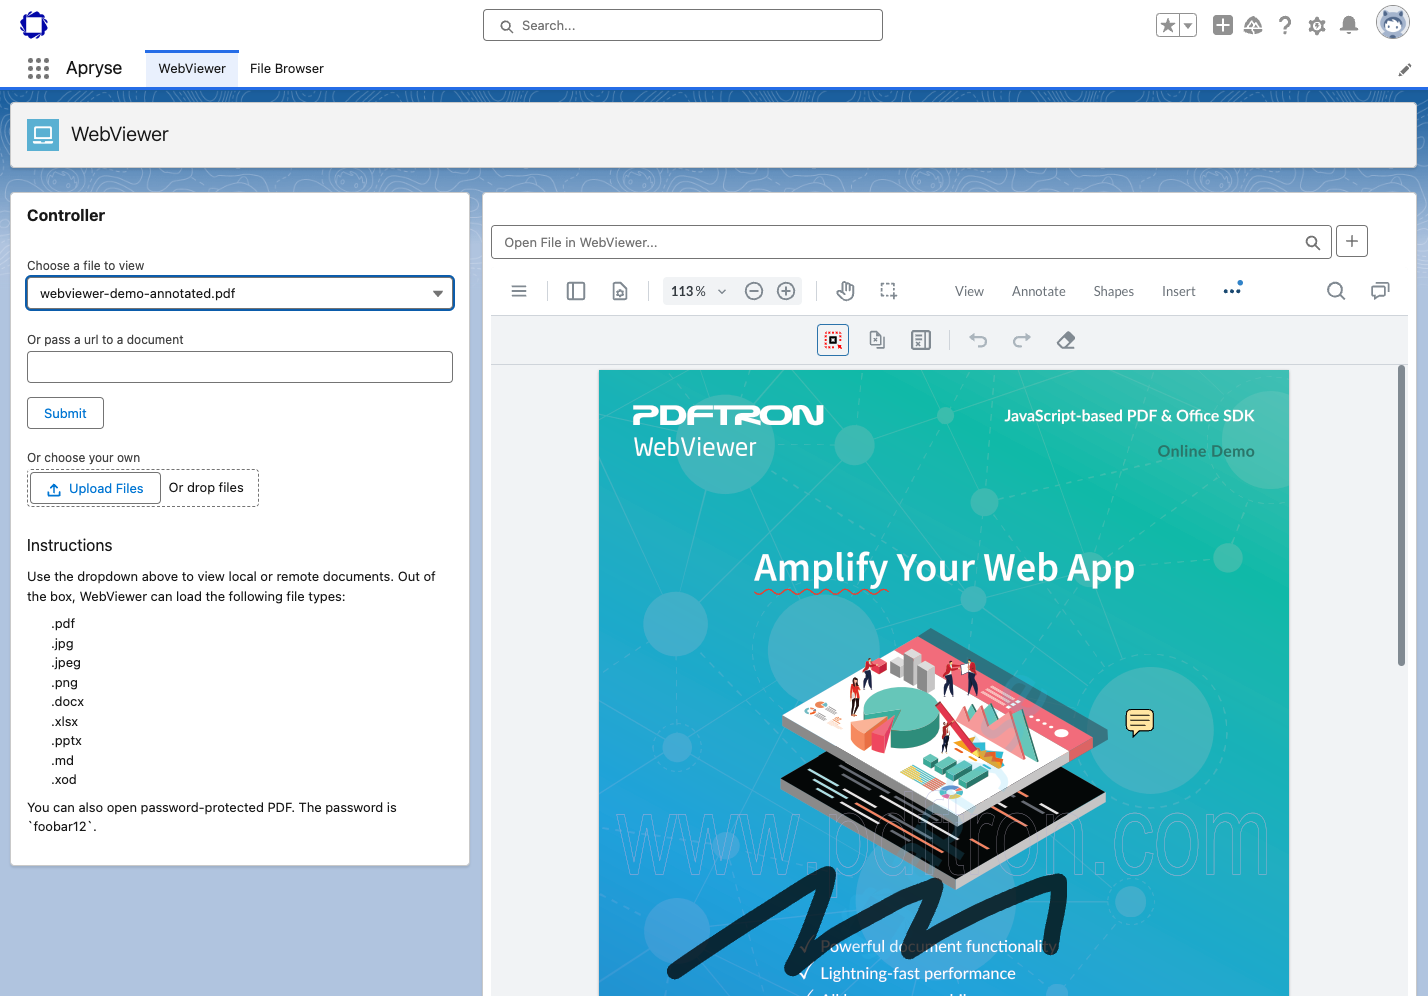 Search...
Apryse
WebViewer
File Browser
WebViewer
Controller
Choose a file to view
webviewer-demo-annotated.pdf
Or pass a url to a document
Submit
Or choose your own
Upload Files
Or drop files
Instructions
Use the dropdown above to view local or remote documents. Out of
the box, WebViewer can load the following file types:
.pdf
.jpg
.jpeg
.png
.docx
.xlsx
.pptx
.md
.xod
You can also open password-protected PDF. The password is
`foobar12`.
Open File in WebViewer...
113%
View
Annotate
Shapes
Insert
PDFTRON
WebViewer
JavaScript-based PDF & Office SDK
Online Demo
Amplify Your Web App
www.pdftron.com
✓ Powerful document functionality
✓ Lightning-fast performance